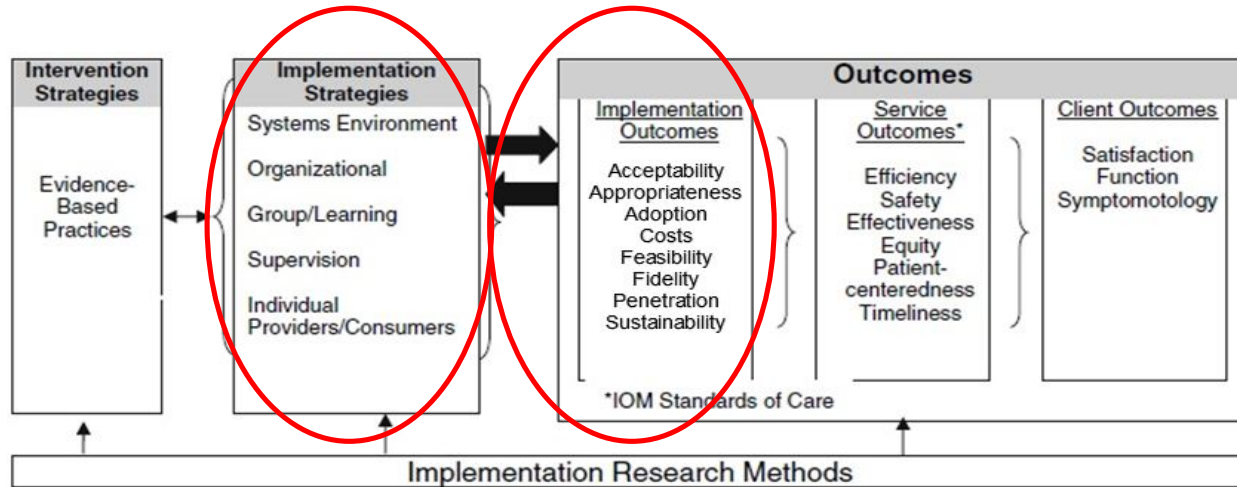 Intervention
Strategies
Evidence-
Based
Practices
Implementation
Strategies
Systems Environment
Organizational
Group/Learning
Supervision
Individual
Providers/Consumers
Outcomes
Implementation
Outcomes
Acceptability
Appropriateness
Adoption
Costs
Feasibility
Fidelity
Penetration
Sustainability
Service
Outcomes*
Efficiency
Safety
Effectiveness
Equity
Patient-
centeredness
Timeliness
Client Outcomes
Satisfaction
Function
Symptomotology
*IOM Standards of Care
Implementation Research Methods